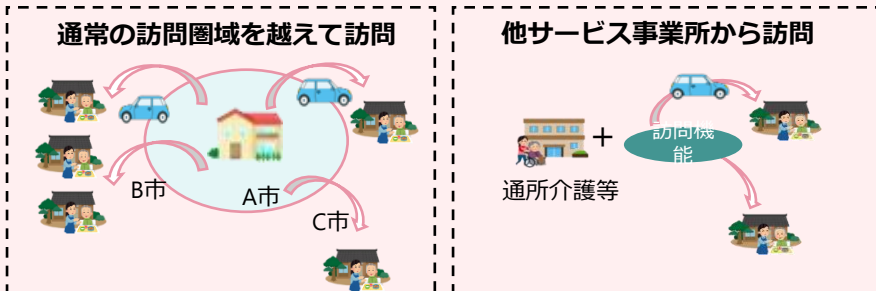 通常の訪問圏域を越えて訪問
B市
A市
C市
他サービス事業所から訪問
＋
訪問機
能
通所介護等